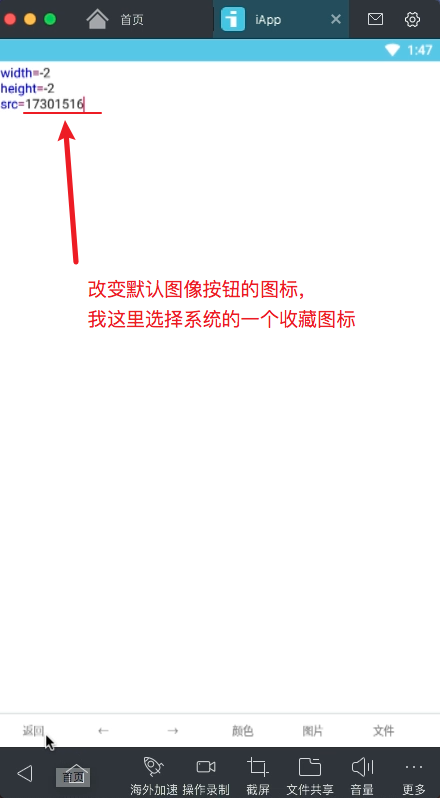 首页
iApp
1:47
width=-2
height=-2
src=17301516
改变默认图像按钮的图标，
我这里选择系统的一个收藏图标
返回 ← → 颜色 图片 文件
首页
海外加速 操作录制 截屏 文件共享 音量 更多